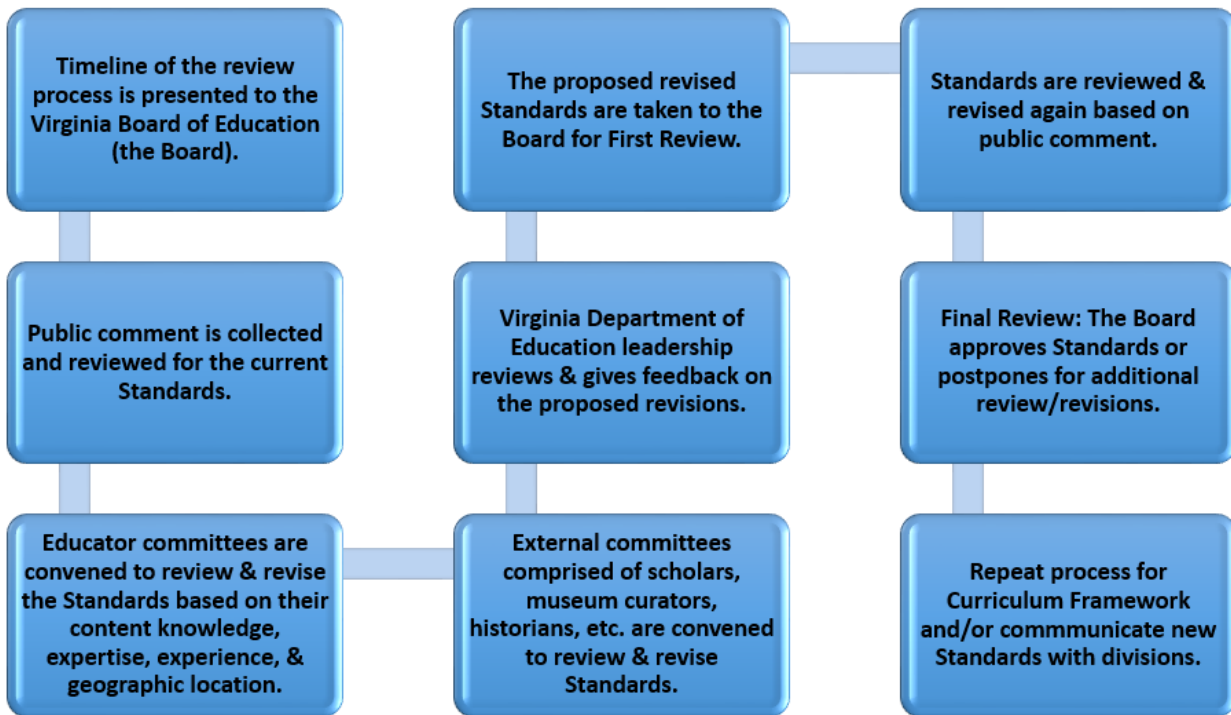 Timeline of the review
process is presented to the
Virginia Board of Education
(the Board).
Public comment is collected
and reviewed for the current
Standards.
Educator committees are
convened to review & revise
the Standards based on their
content knowledge,
expertise, experience, &
geographic location.
External committees
comprised of scholars,
museum curators,
historians, etc. are convened
to review & revise
Standards.
Virginia Department of
Education leadership
reviews & gives feedback on
the proposed revisions.
The proposed revised
Standards are taken to the
Board for First Review.
Standards are reviewed &
revised again based on
public comment.
Final Review: The Board
approves Standards or
postpones for additional
review/revisions.
Repeat process for
Curriculum Framework
and/or commmunicate new
Standards with divisions.